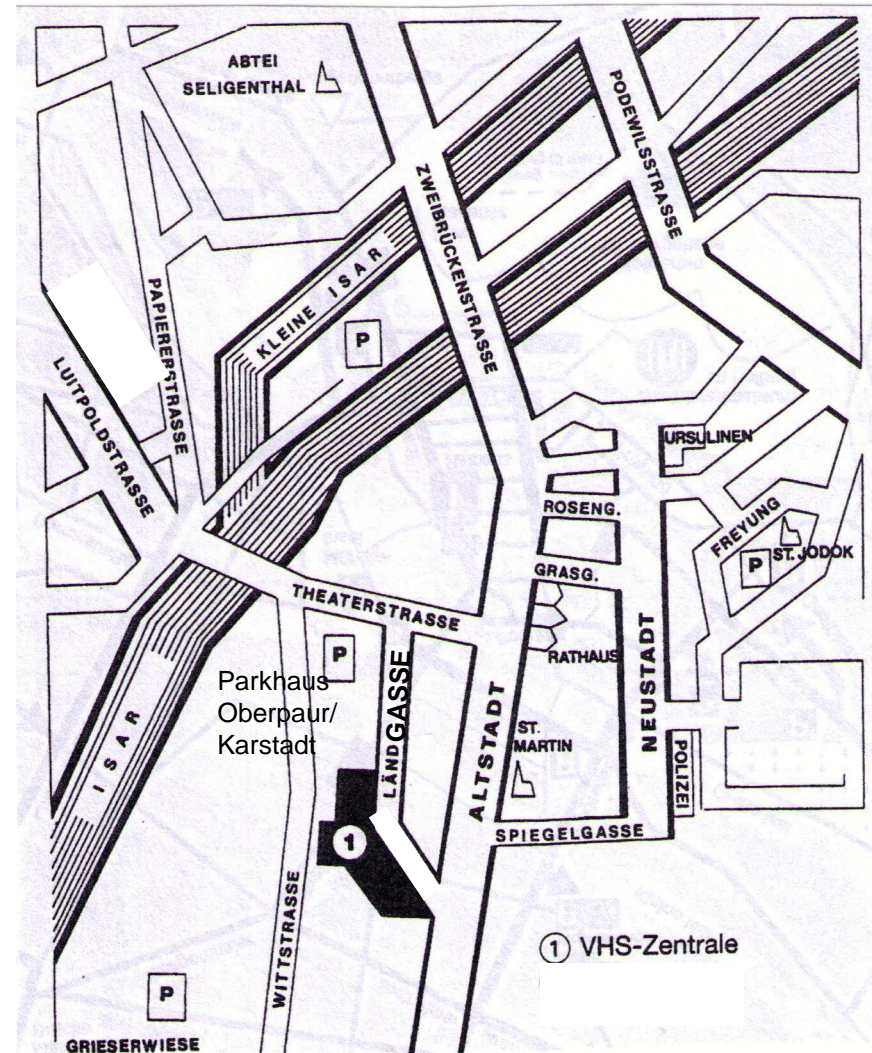 ABTEI
SELIGENTHAL
PODEWILSSTRASSE
ZWEIBRÜCKENSTRASSE
KLEINE ISAR
PAPIERERSTRASSE
LUITPOLDSTRASSE
P
URSULINEN
ROSENG.
FREYUNG
ST. JODOK
P
GRASG.
THEATERSTRASSE
RATHAUS
NEUSTADT
P
Parkhaus
Oberpaur/
Karstadt
LÄNDGASSE
ALTSTADT
ISAR
ST.
MARTIN
POLIZEI
SPIEGELGASSE
1
WITTSTRASSE
1 VHS-Zentrale
P
GRIESERWIESE